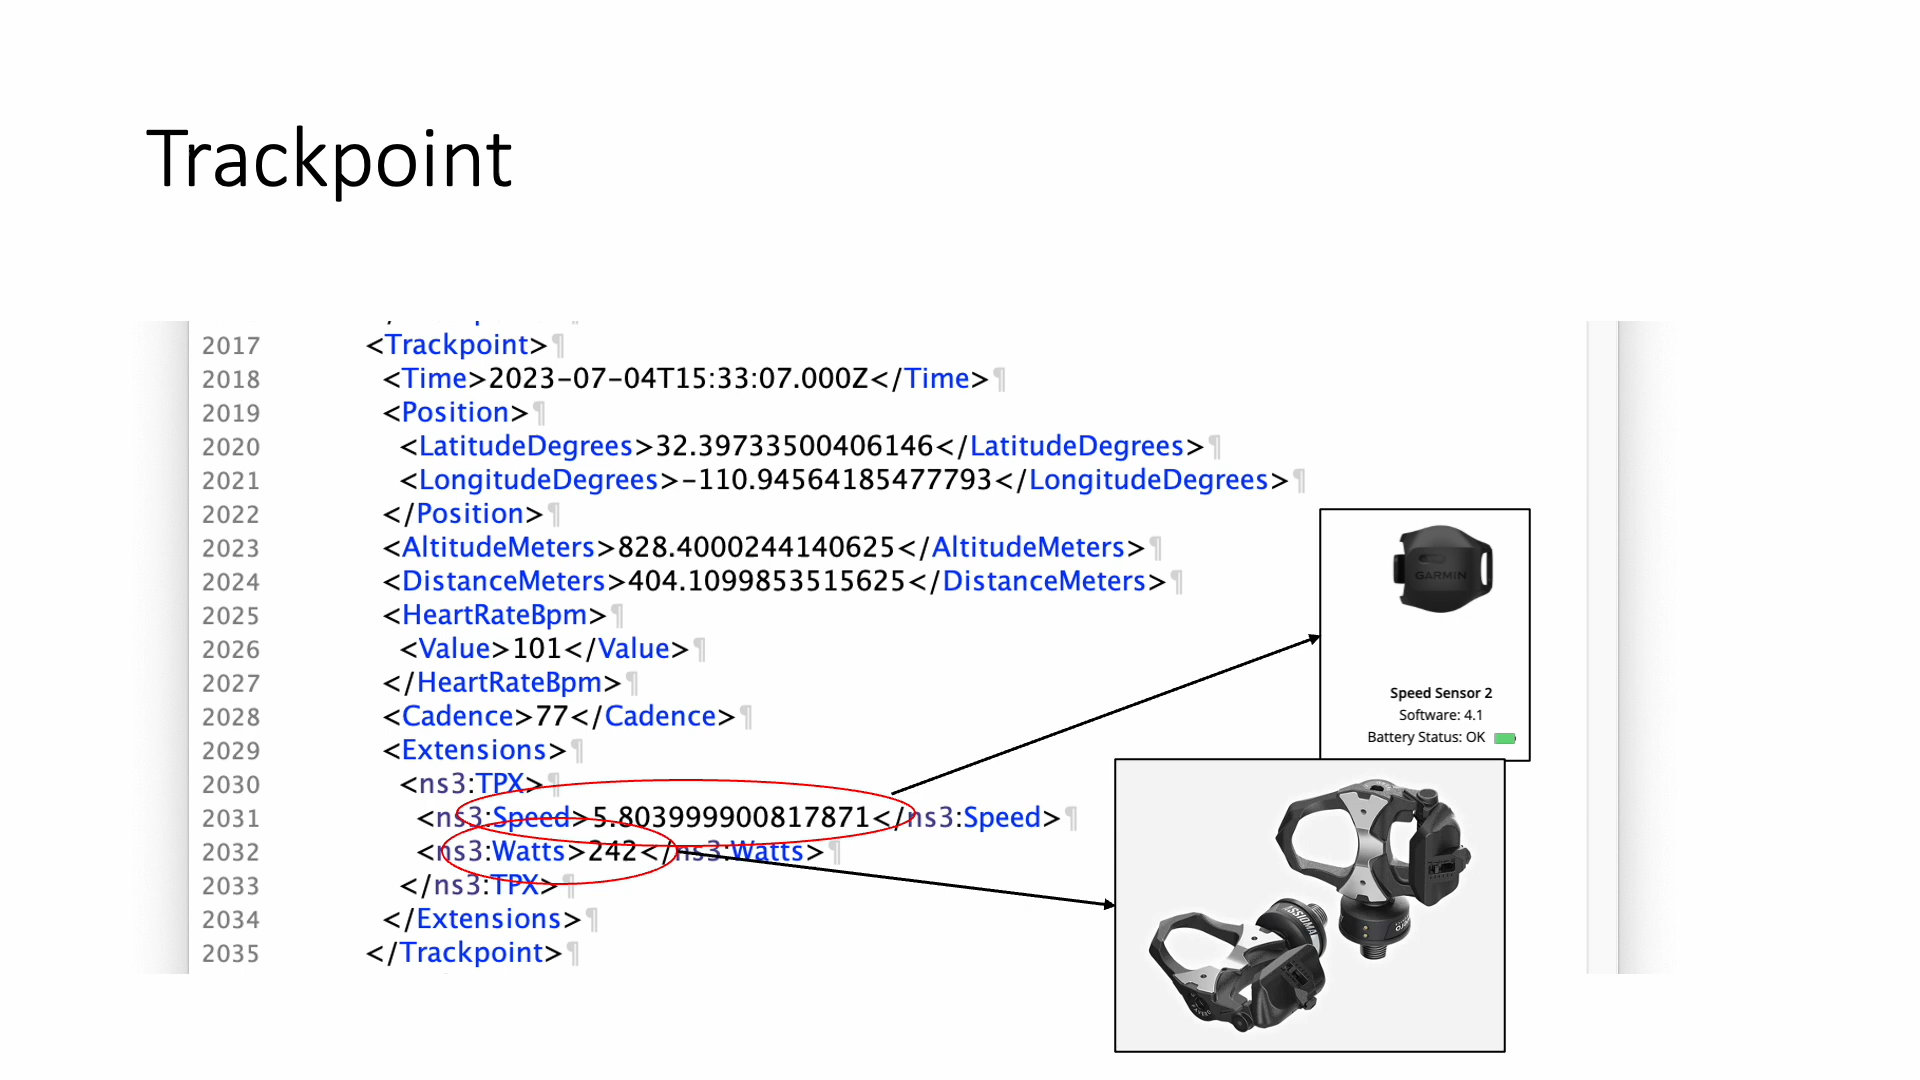 Trackpoint
2017 <Trackpoint>¶
2018 <Time>2023-07-04T15:33:07.000Z</Time>¶
2019 <Position>¶
2020 <LatitudeDegrees>32.39733500406146</LatitudeDegrees>¶
2021 <LongitudeDegrees>-110.94564185477793</LongitudeDegrees>¶
2022 </Position>¶
2023 <AltitudeMeters>828.4000244140625</AltitudeMeters>¶
2024 <DistanceMeters>404.1099853515625</DistanceMeters>¶
2025 <HeartRateBpm>¶
2026 <Value>101</Value>¶
2027 </HeartRateBpm>¶
2028 <Cadence>77</Cadence>¶
2029 <Extensions>¶
2030 <ns3:TPX>¶
2031 <ns3:Speed>5.803999900817871</ns3:Speed>¶
2032 <ns3:Watts>242</ns3:Watts>¶
2033 </ns3:TPX>¶
2034 </Extensions>¶
2035 </Trackpoint>¶
GARMIN
Speed Sensor 2
Software: 4.1
Battery Status: OK
ASSIOMA